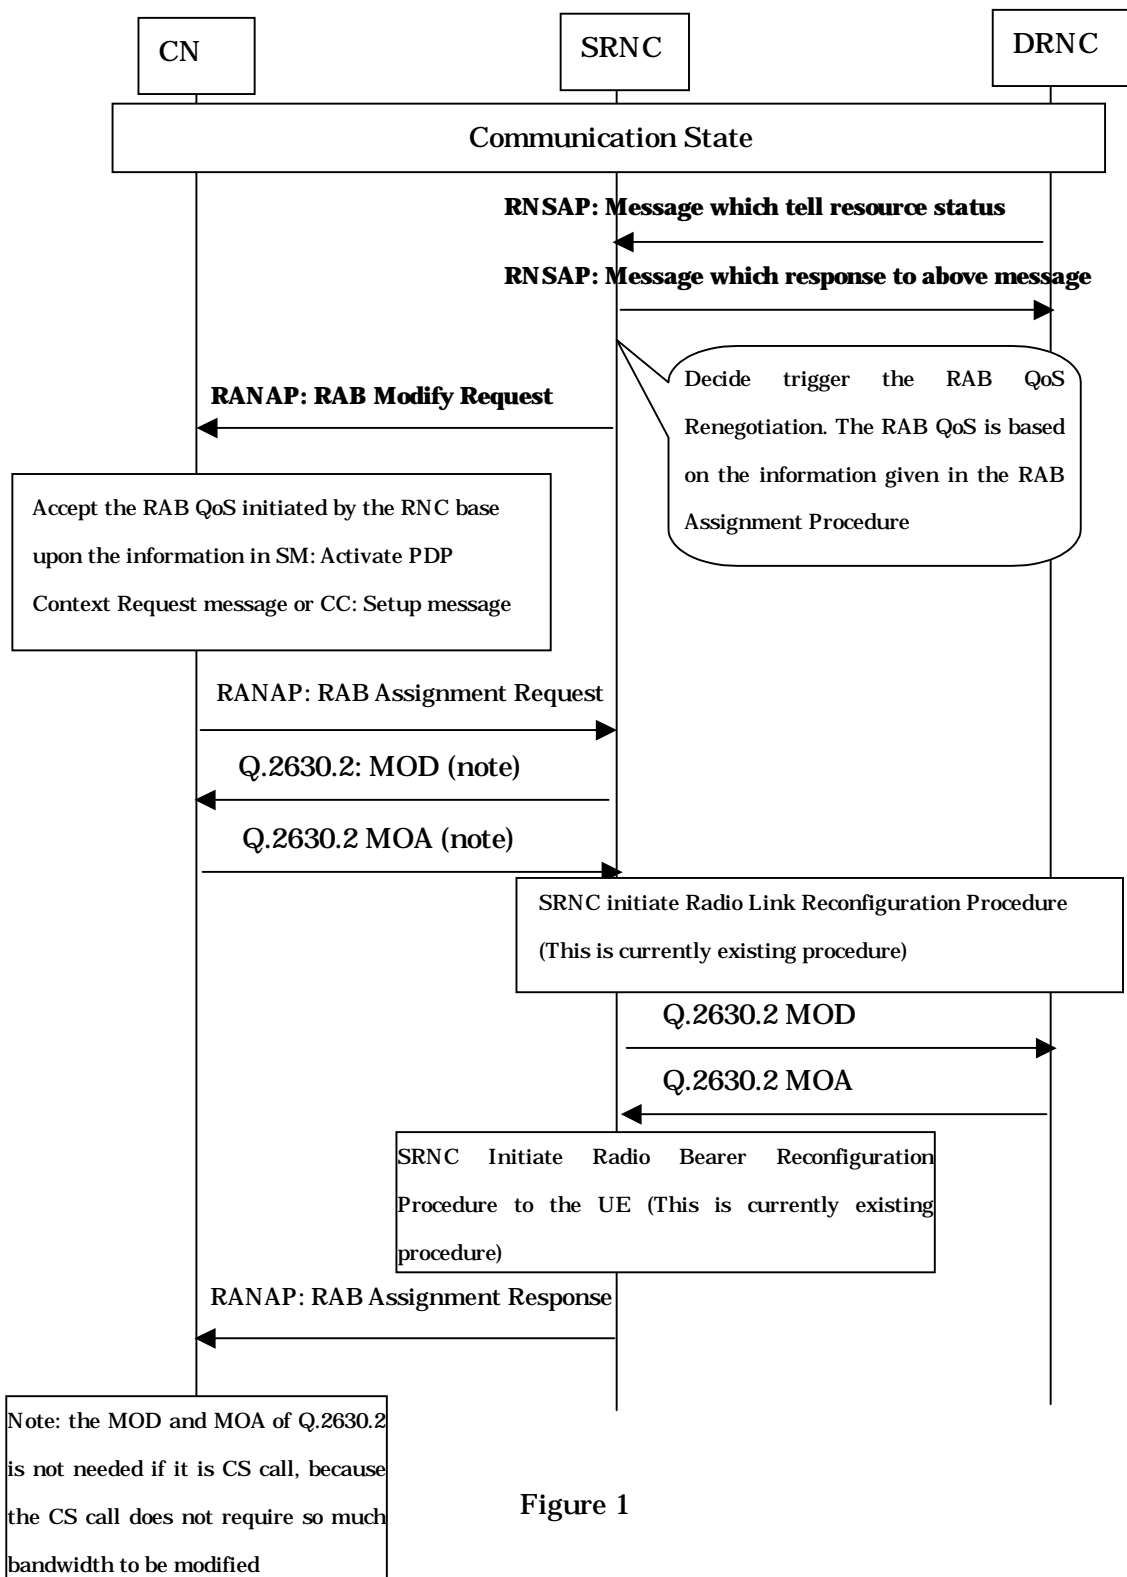 CN
SRNC
DRNC
Communication State
RNSAP: Message which tell resource status
RNSAP: Message which response to above message
Decide trigger the RAB QoS
Renegotiation. The RAB QoS is based
on the information given in the RAB
Assignment Procedure
RANAP: RAB Modify Request
Accept the RAB QoS initiated by the RNC base
upon the information in SM: Activate PDP
Context Request message or CC: Setup message
RANAP: RAB Assignment Request
Q.2630.2: MOD (note)
Q.2630.2 MOA (note)
SRNC initiate Radio Link Reconfiguration Procedure
(This is currently existing procedure)
Q.2630.2 MOD
Q.2630.2 MOA
SRNC Initiate Radio Bearer Reconfiguration
Procedure to the UE (This is currently existing
procedure)
RANAP: RAB Assignment Response
Note: the MOD and MOA of Q.2630.2
is not needed if it is CS call, because
the CS call does not require so much
bandwidth to be modified
Figure 1